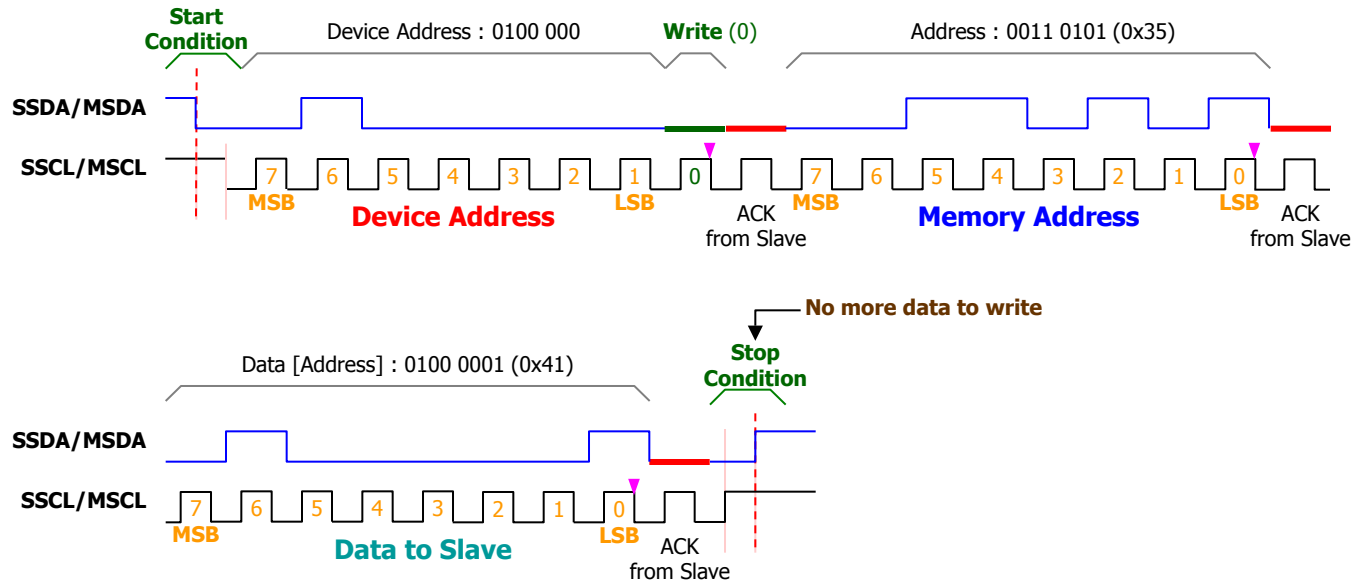 Start
Condition
Device Address : 0100 000
Write (0)
Address : 0011 0101 (0x35)
SSDA/MSDA
SSCL/MSCL
7 6 5 4 3 2 1 0 7 6 5 4 3 2 1 0
MSB LSB MSB LSB
Device Address
ACK
from Slave
Memory Address
ACK
from Slave
No more data to write
Data [Address] : 0100 0001 (0x41)
Stop
Condition
SSDA/MSDA
SSCL/MSCL
7 6 5 4 3 2 1 0
MSB LSB
Data to Slave
ACK
from Slave